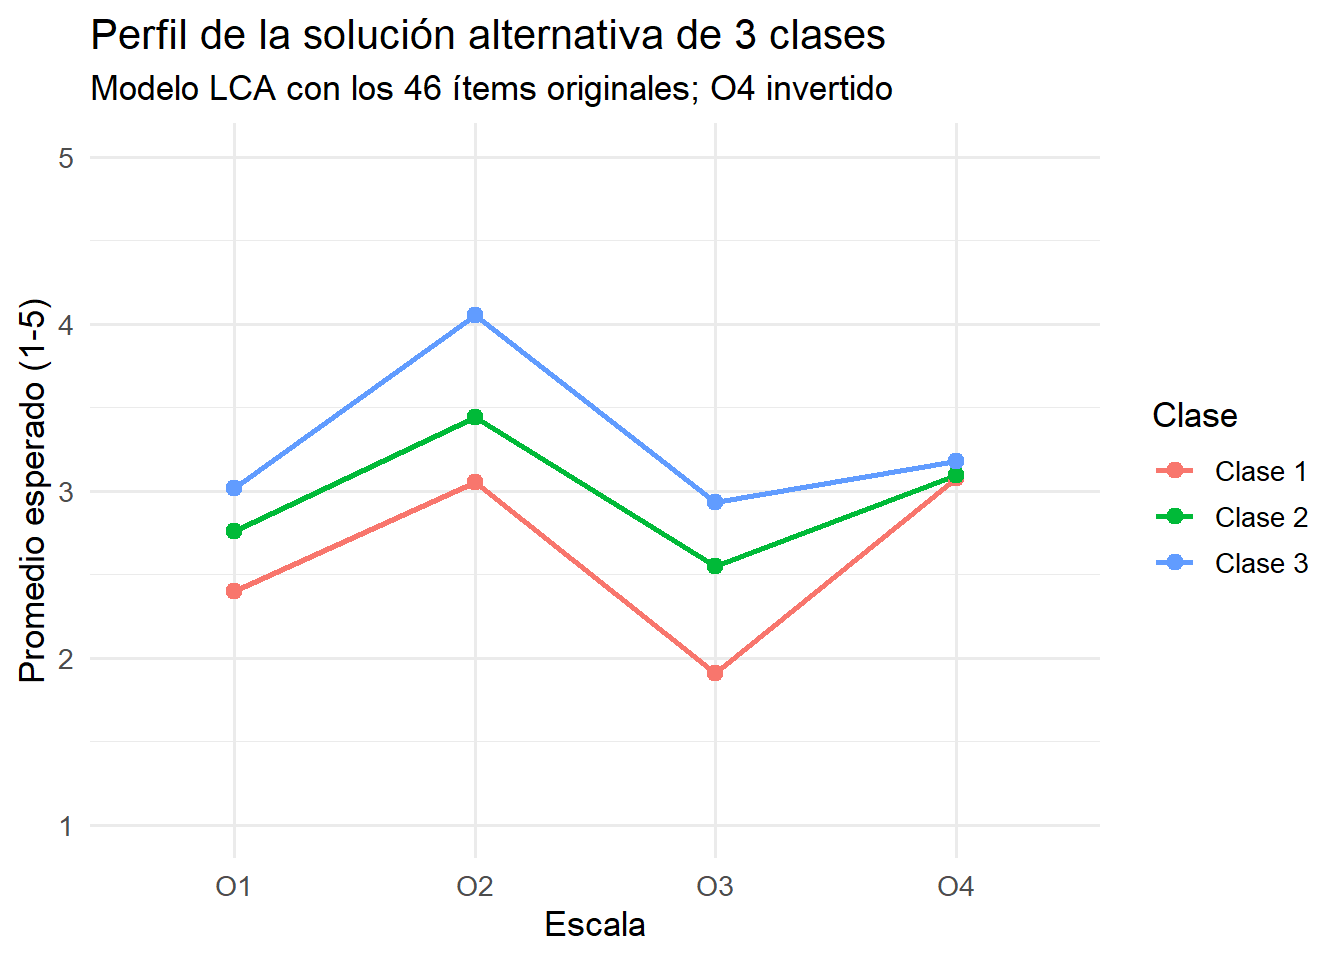 Perfil de la solución alternativa de 3 clases
Modelo LCA con los 46 ítems originales; O4 invertido
Promedio esperado (1-5)
5
4
3
2
1
O1 O2 O3 O4
Escala
Clase
Clase 1
Clase 2
Clase 3